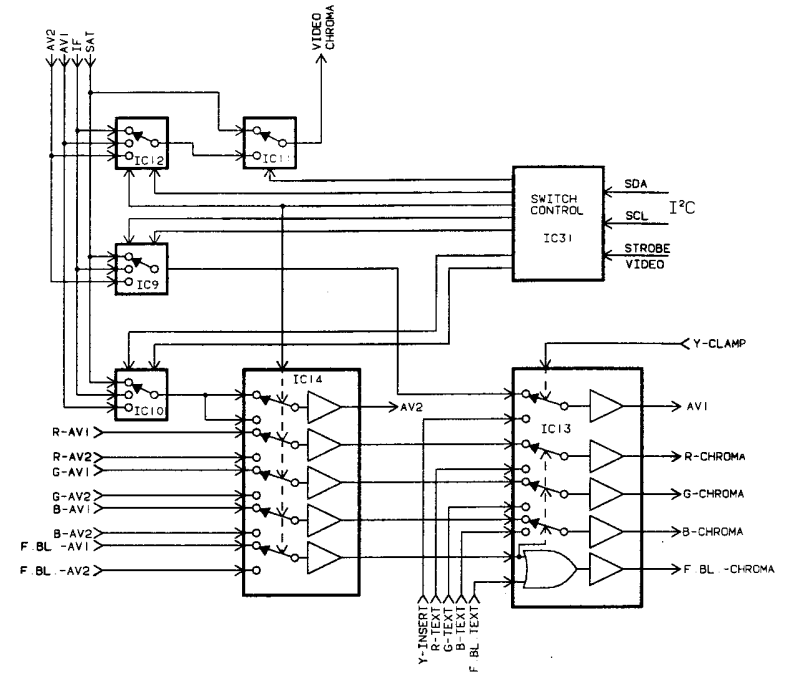 AV2
AV1
IF
SAT
VIDEO
CHROMA
IC12
IC11
SWITCH
CONTROL
IC31
SDA
SCL
I²C
STROBE
VIDEO
IC9
Y-CLAMP
IC10
IC14
AV2
IC13
AV1
R-AV1
R-AV2
G-AV1
G-AV2
B-AV1
B-AV2
F.BL.-AV1
F.BL.-AV2
R-CHROMA
G-CHROMA
B-CHROMA
F.BL.-CHROMA
Y-INSERT
R-TEXT
G-TEXT
B-TEXT
F.BL.TEXT